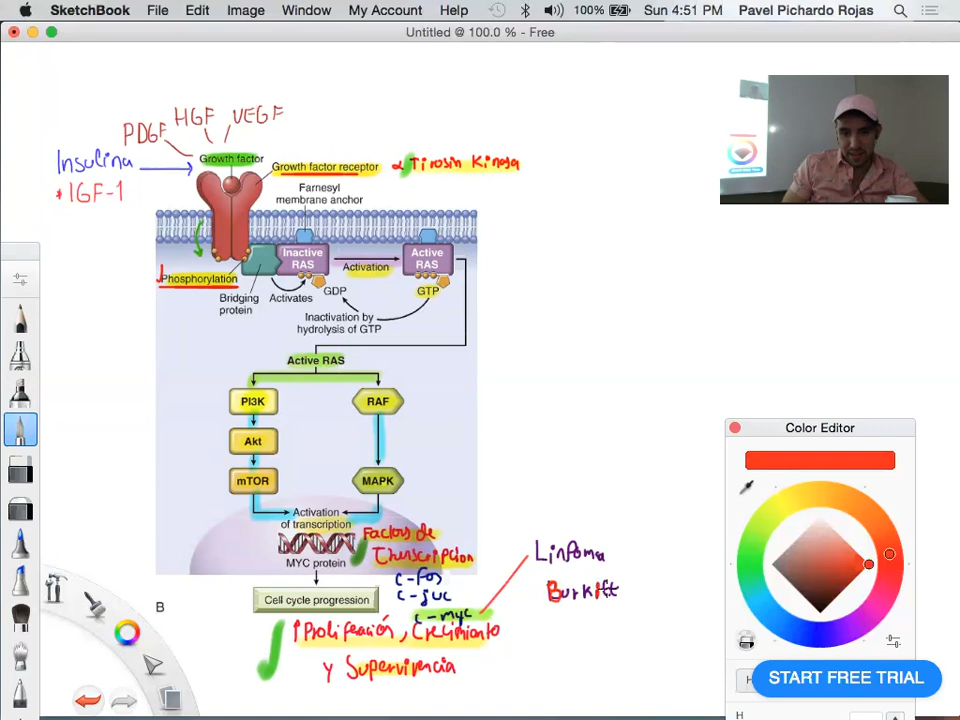 SketchBook File Edit Image Window My Account Help 100% Sun 4:51 PM Pavel Pichardo Rojas
Untitled @ 100.0 % - Free
PDGF HGF VEGF
Insulina
* IGF-1
Growth factor
Growth factor receptor
Tirosin Kinasa
Farnesyl
membrane anchor
Inactive
RAS
Activation
Active
RAS
Phosphorylation
Bridging
protein
Activates
GDP
GTP
Inactivation by
hydrolysis of GTP
Active RAS
PI3K
RAF
Akt
mTOR
MAPK
Activation
of transcription
MYC protein
Factores de
Transcripcion
c-Fos
c-Juc
c-myc
Linfoma
Burkitt
B
Cell cycle progression
↑Proliferación, Crecimiento
y Supervivencia
Color Editor
START FREE TRIAL
H